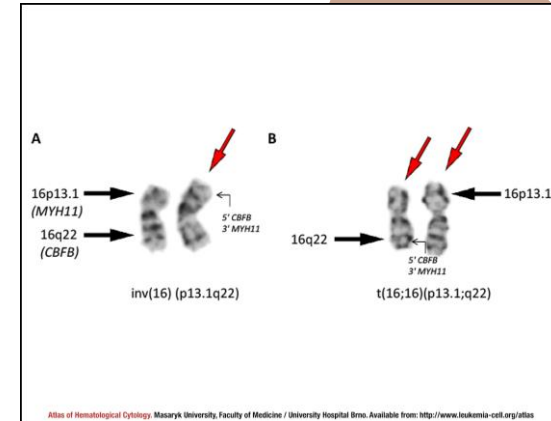 A
B
16p13.1
(MYH11)
16q22
(CBFB)
5' CBFB
3' MYH11
inv(16) (p13.1q22)
16p13.1
16q22
5' CBFB
3' MYH11
t(16;16)(p13.1;q22)
Atlas of Hematological Cytology. Masaryk University, Faculty of Medicine / University Hospital Brno. Available from: http://www.leukemia-cell.org/atlas